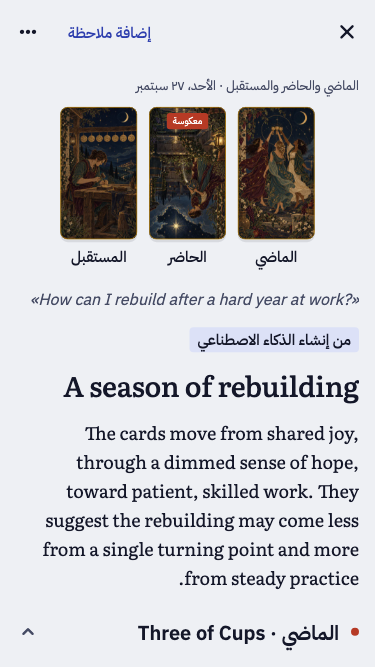 إضافة ملاحظة
الماضي والحاضر والمستقبل · الأحد، ٢٧ سبتمبر
معكوسة
الماضي
الحاضر
المستقبل
«How can I rebuild after a hard year at work?»
من إنشاء الذكاء الاصطناعي
A season of rebuilding
The cards move from shared joy,
through a dimmed sense of hope,
toward patient, skilled work. They
suggest the rebuilding may come less
from a single turning point and more
from steady practice.
الماضي · Three of Cups